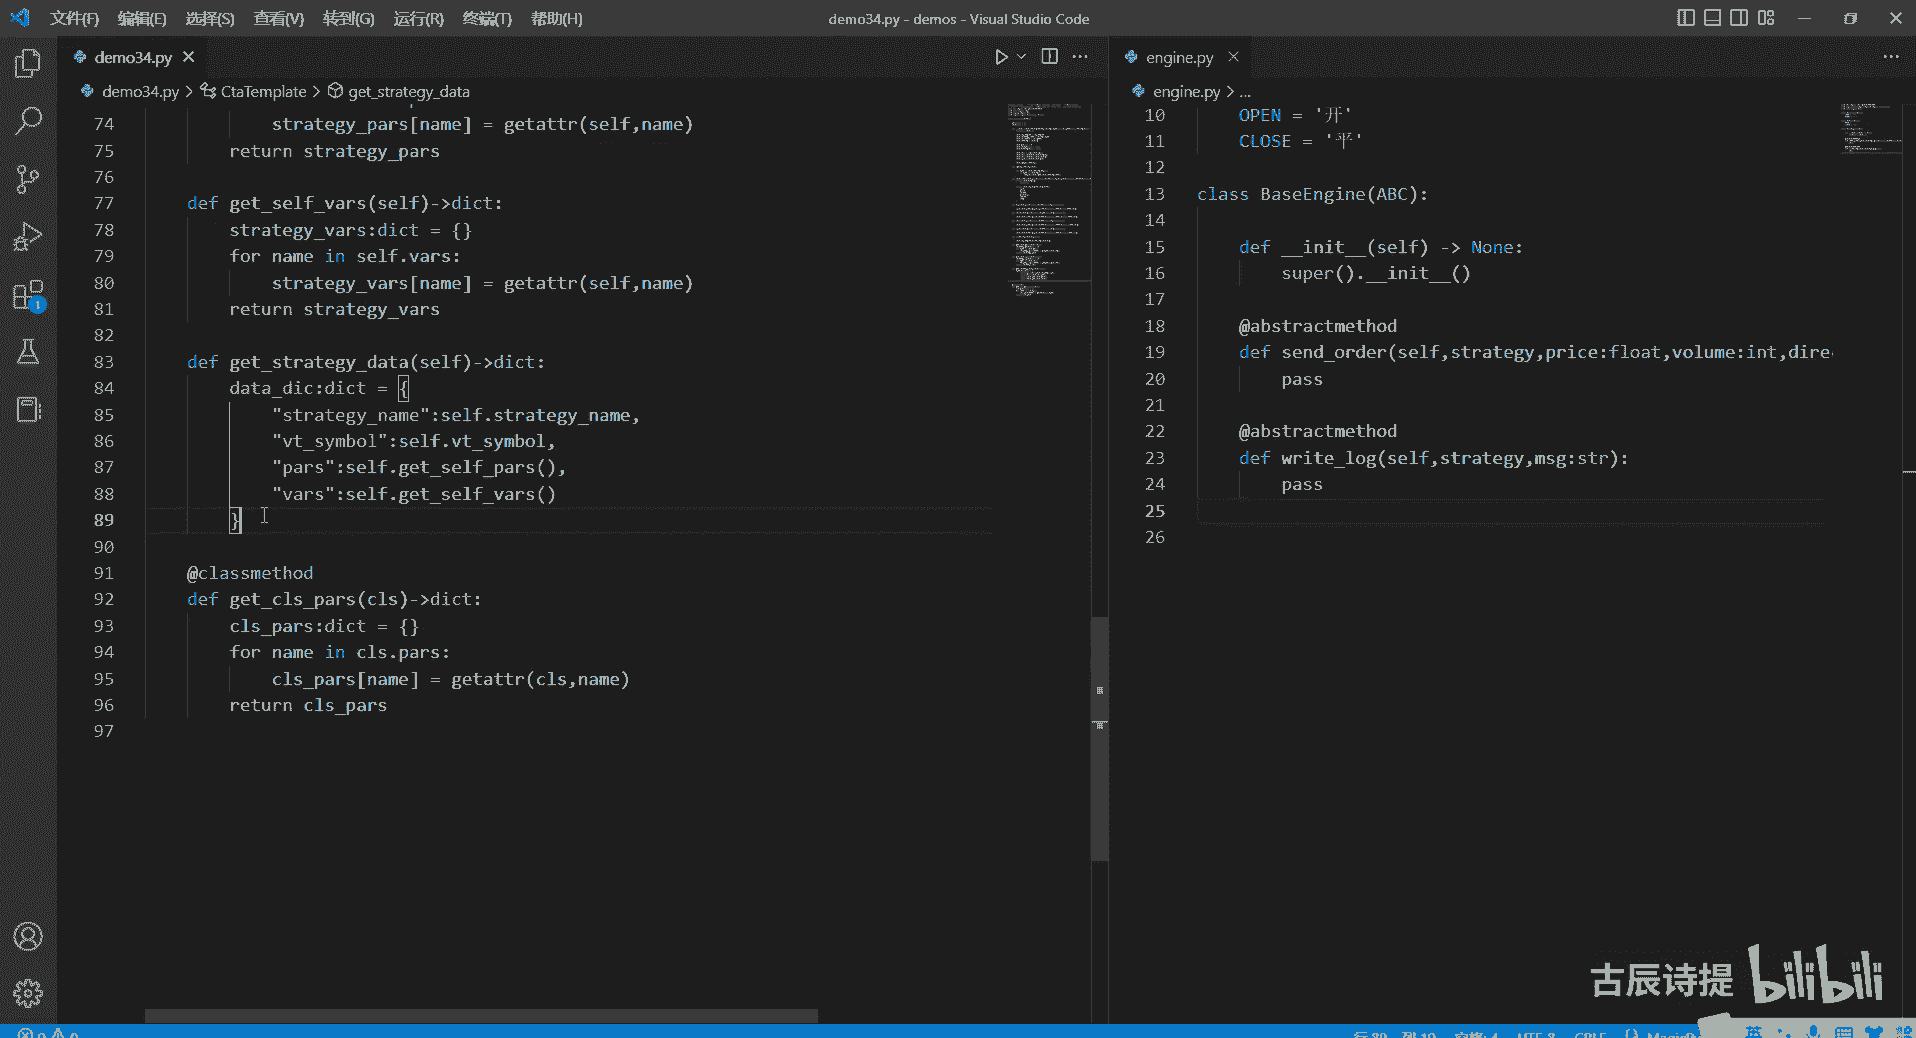 文件(F) 编辑(E) 选择(S) 查看(V) 转到(G) 运行(R) 终端(T) 帮助(H)
demo34.py - demos - Visual Studio Code
demo34.py
demo34.py > CtaTemplate > get_strategy_data
74 strategy_pars[name] = getattr(self,name)
75 return strategy_pars
76
77 def get_self_vars(self)->dict:
78 strategy_vars:dict = {}
79 for name in self.vars:
80 strategy_vars[name] = getattr(self,name)
81 return strategy_vars
82
83 def get_strategy_data(self)->dict:
84 data_dic:dict = {
85 "strategy_name":self.strategy_name,
86 "vt_symbol":self.vt_symbol,
87 "pars":self.get_self_pars(),
88 "vars":self.get_self_vars()
89 }
90
91 @classmethod
92 def get_cls_pars(cls)->dict:
93 cls_pars:dict = {}
94 for name in cls.pars:
95 cls_pars[name] = getattr(cls,name)
96 return cls_pars
97
1
engine.py
engine.py > ...
10 OPEN = '开'
11 CLOSE = '平'
12
13 class BaseEngine(ABC):
14
15 def __init__(self) -> None:
16 super().__init__()
17
18 @abstractmethod
19 def send_order(self,strategy,price:float,volume:int,dire
20 pass
21
22 @abstractmethod
23 def write_log(self,strategy,msg:str):
24 pass
25
26
古辰诗提 bilibili